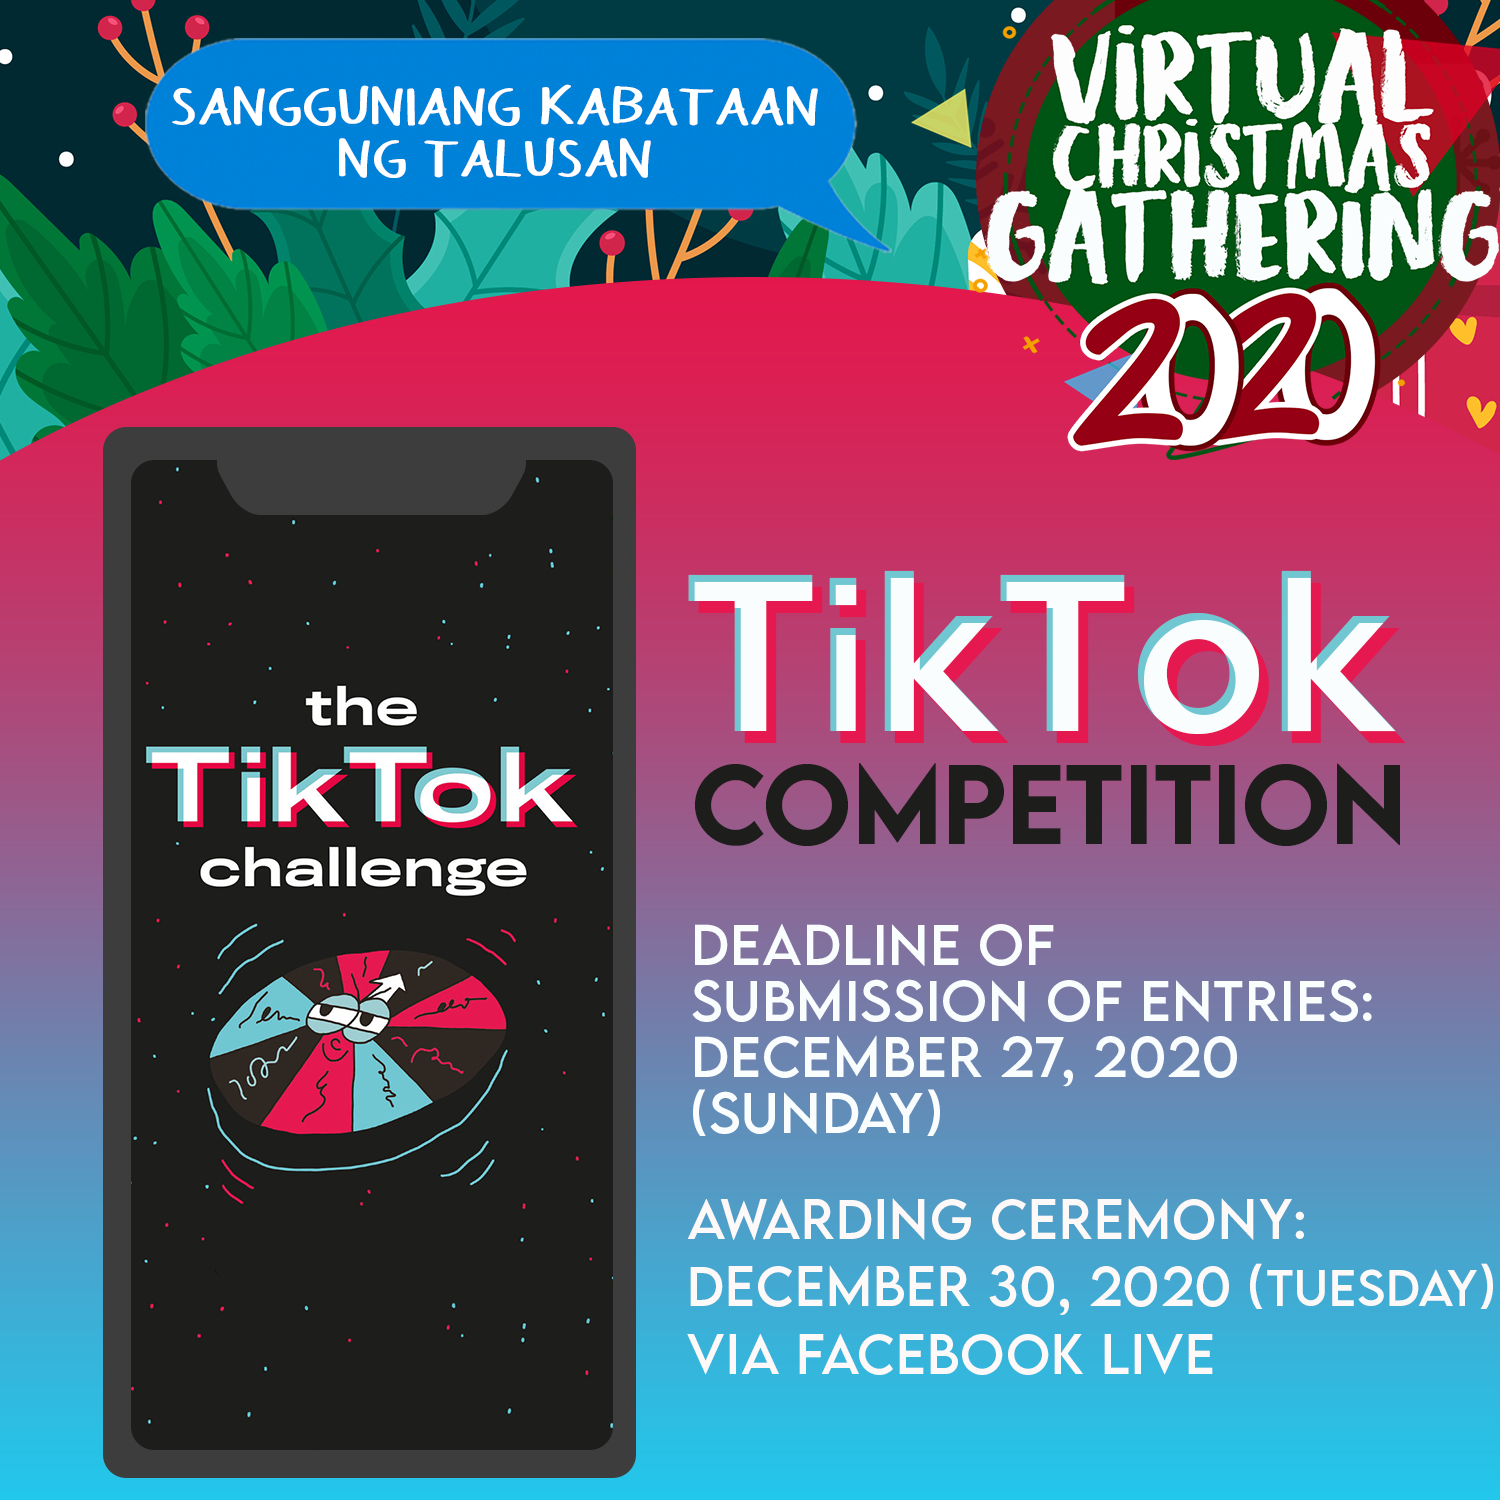 SANGGUNIANG KABATAAN
NG TALUSAN
ViRTUAL
CHRiSTMAS
GATHERING
2020
the
TikTok
challenge
TikTok
COMPETITION
DEADLINE OF
SUBMISSION OF ENTRIES:
DECEMBER 27, 2020
(SUNDAY)
AWARDING CEREMONY:
DECEMBER 30, 2020 (TUESDAY)
VIA FACEBOOK LIVE